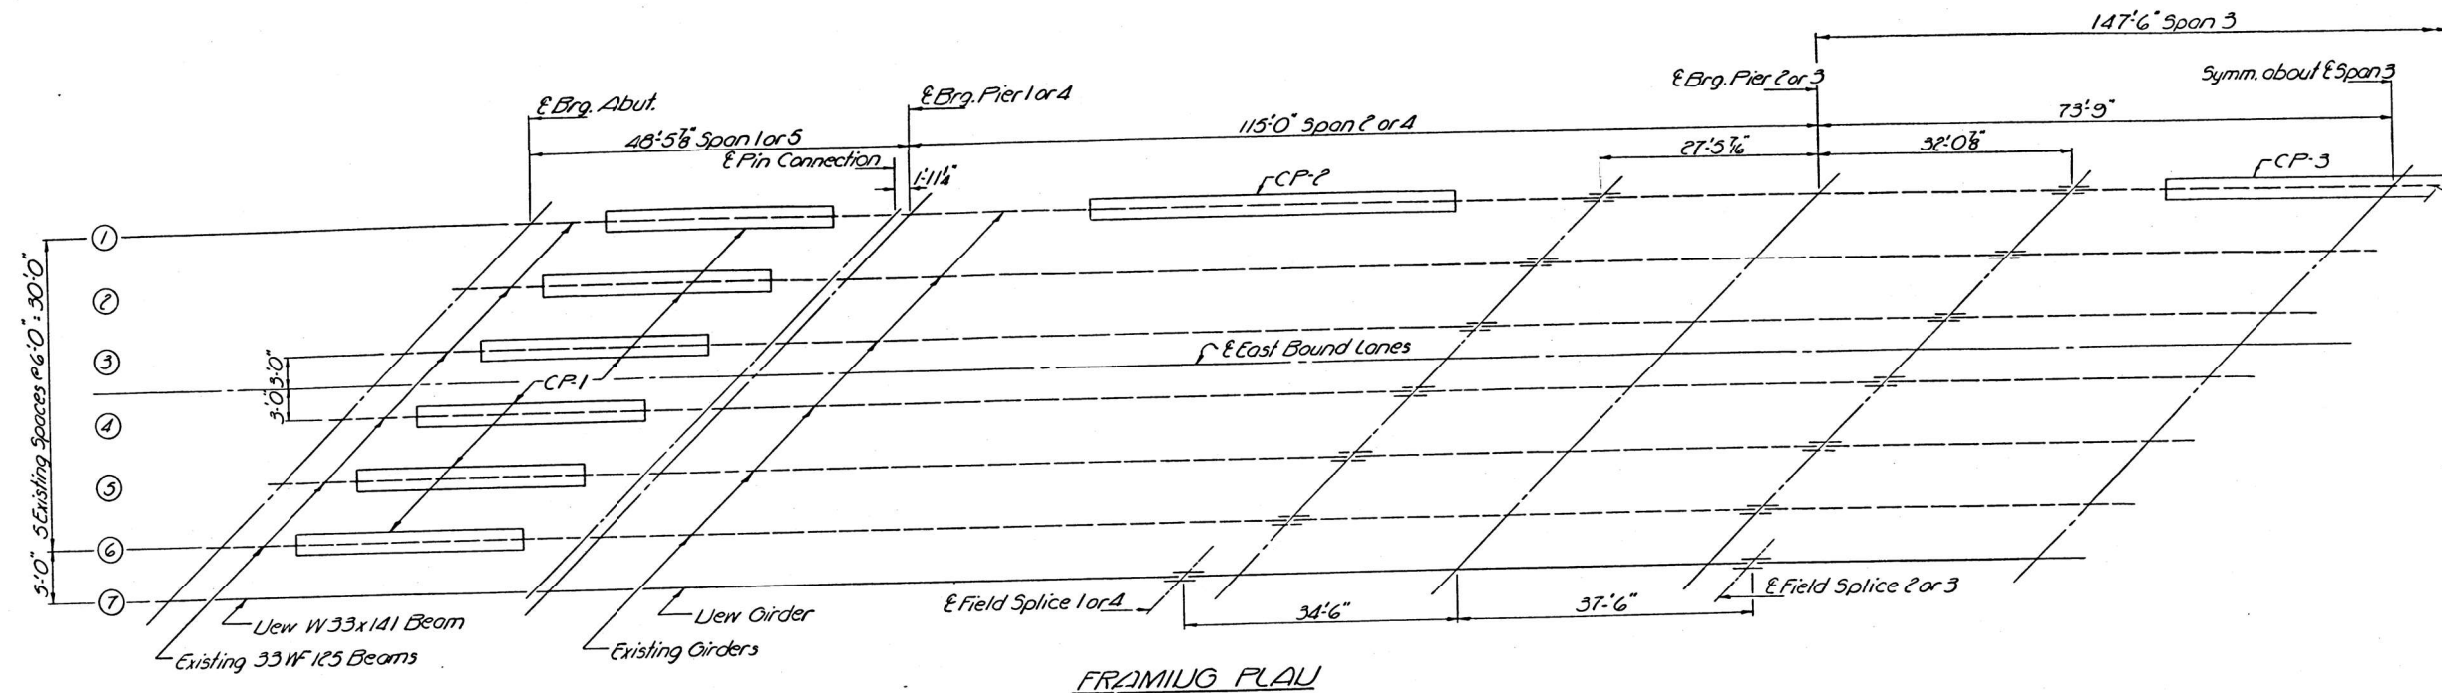 147'-6" Span 3
℄ Brg. Pier 2 or 3
Symm. about ℄ Span 3
℄ Brg. Abut.
℄ Brg. Pier 1 or 4
48'-5⅞" Span 1 or 5
115'-0" Span 2 or 4
73'-9"
℄ Pin Connection
1'-11¼"
27'-5 7/16"
32'-0⅞"
CP-2
CP-3
1
2
3
4
5
6
7
5 Existing Spaces @ 6'-0" = 30'-0"
5'-0"
3'-0"
3'-0"
CP-1
℄ East Bound Lanes
New W 33x141 Beam
Existing 33 WF 125 Beams
New Girder
Existing Girders
℄ Field Splice 1 or 4
34'-6"
37'-6"
℄ Field Splice 2 or 3
FRAMING PLAN